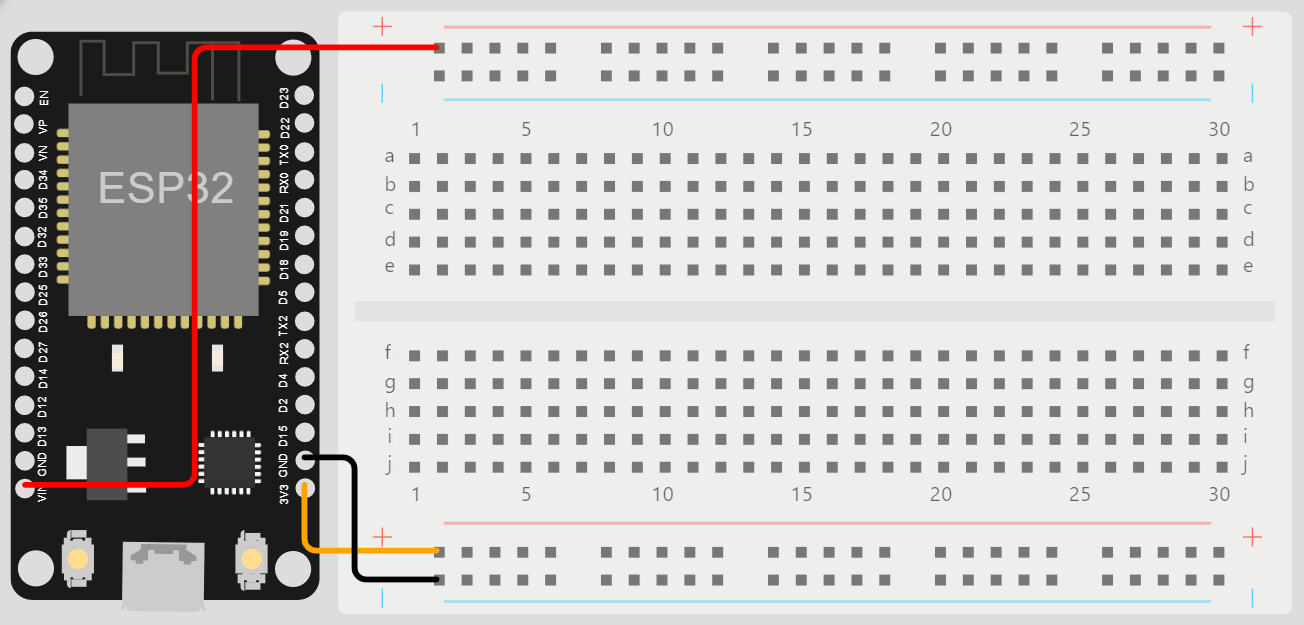 EN
VP
VN
D34
D35
D32
D33
D25
D26
D27
D14
D12
D13
GND
VIN
ESP32
D23
D22
TX0
RX0
D21
D19
D18
D5
TX2
RX2
D4
D2
D15
GND
3V3
+ +
| |
1 5 10 15 20 25 30
a a
b b
c c
d d
e e
f f
g g
h h
i i
j j
1 5 10 15 20 25 30
+ +
| |